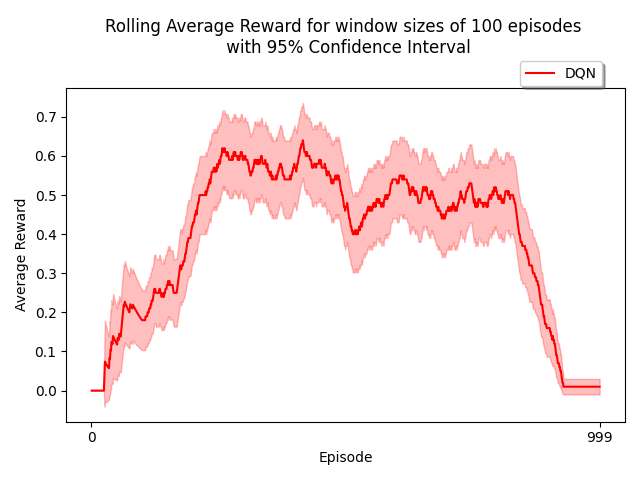 Rolling Average Reward for window sizes of 100 episodes
with 95% Confidence Interval
DQN
0.7
0.6
0.5
0.4
0.3
0.2
0.1
0.0
Average Reward
0
999
Episode